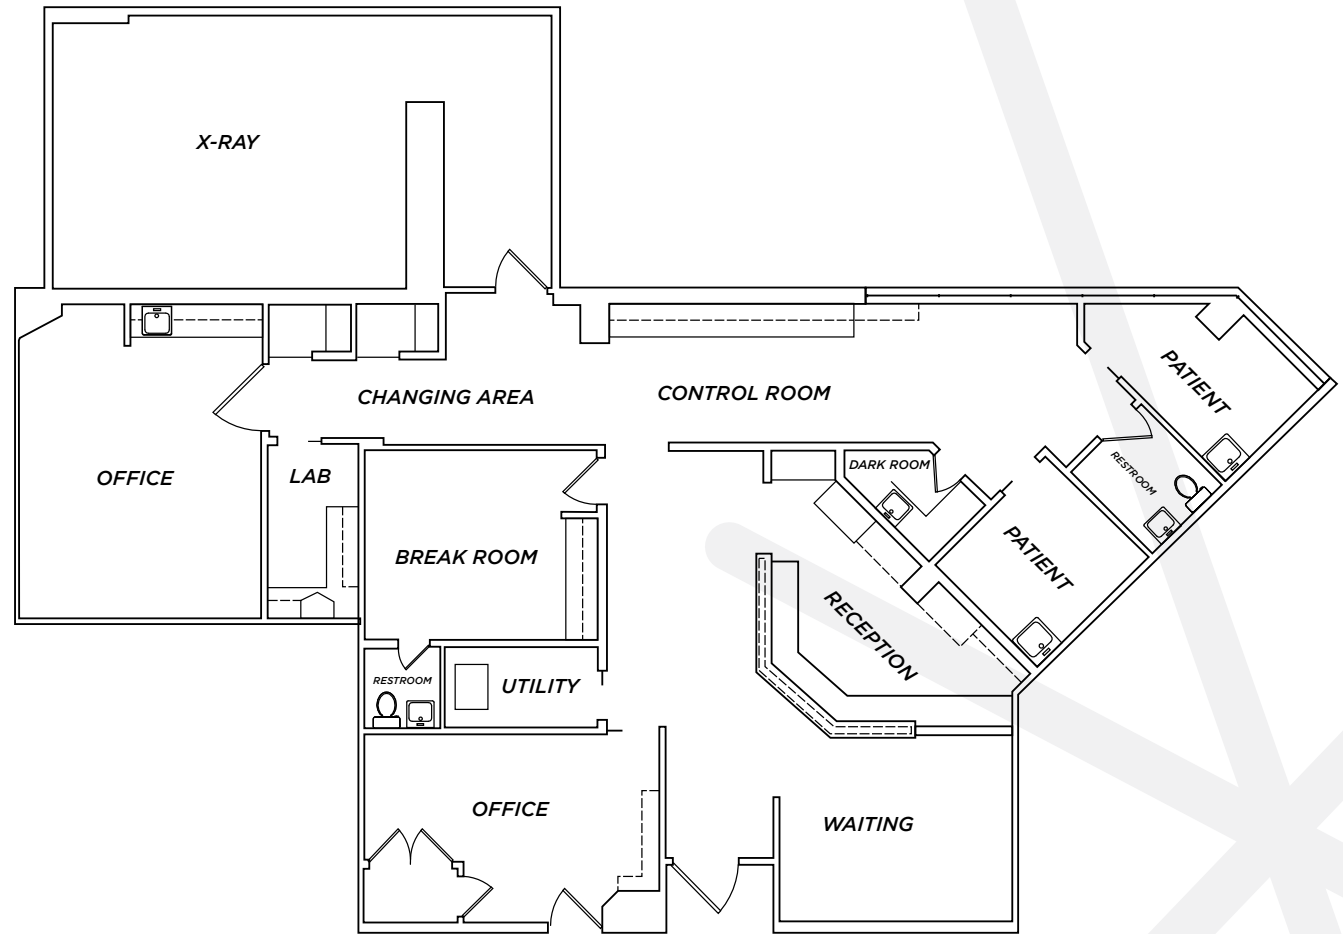 X-RAY
PATIENT
CHANGING AREA
CONTROL ROOM
OFFICE
LAB
DARK ROOM
RESTROOM
BREAK ROOM
PATIENT
RECEPTION
RESTROOM
UTILITY
OFFICE
WAITING